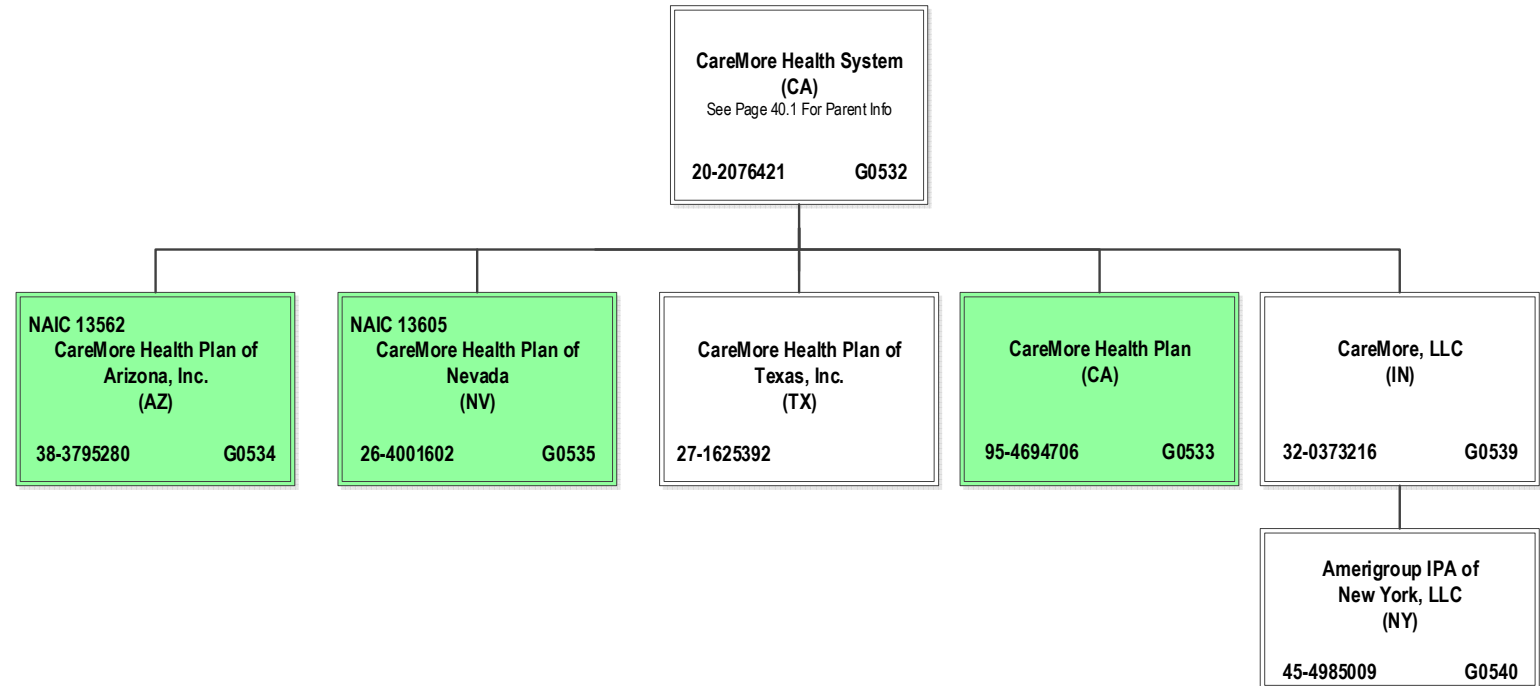 CareMore Health System
(CA)
See Page 40.1 For Parent Info
20-2076421 G0532
NAIC 13562
CareMore Health Plan of
Arizona, Inc.
(AZ)
38-3795280 G0534
NAIC 13605
CareMore Health Plan of
Nevada
(NV)
26-4001602 G0535
CareMore Health Plan of
Texas, Inc.
(TX)
27-1625392
CareMore Health Plan
(CA)
95-4694706 G0533
CareMore, LLC
(IN)
32-0373216 G0539
Amerigroup IPA of
New York, LLC
(NY)
45-4985009 G0540